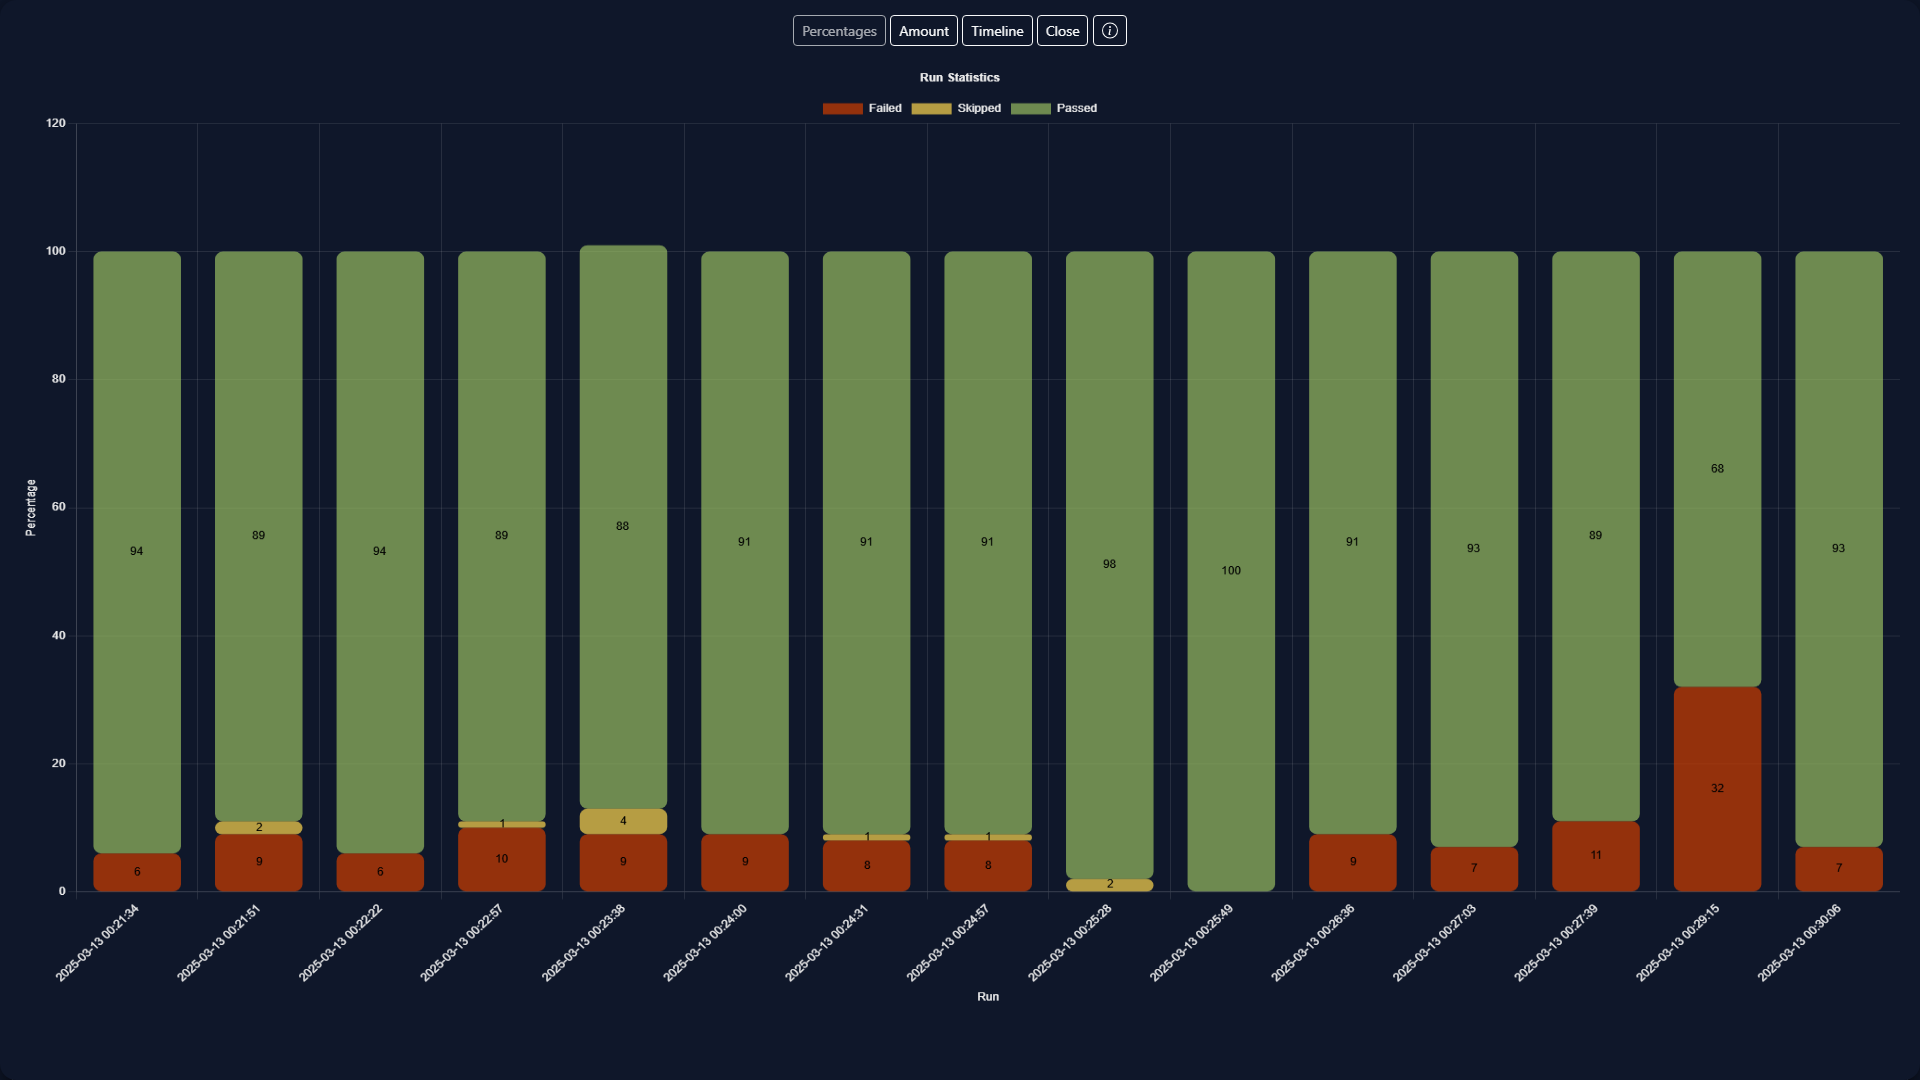 Percentages Amount Timeline Close
Run Statistics
Failed Skipped Passed
120
100
80
60
40
20
0
Percentage
94 89 94 89 88 91 91 91 98 100 91 93 89 68 93
2 1 4 1 1 2
6 9 6 10 9 9 8 8 9 7 11 32 7
2025-03-13 00:21:34
2025-03-13 00:21:51
2025-03-13 00:22:22
2025-03-13 00:22:57
2025-03-13 00:23:38
2025-03-13 00:24:00
2025-03-13 00:24:31
2025-03-13 00:24:57
2025-03-13 00:25:28
2025-03-13 00:25:49
2025-03-13 00:26:36
2025-03-13 00:27:03
2025-03-13 00:27:39
2025-03-13 00:29:15
2025-03-13 00:30:06
Run